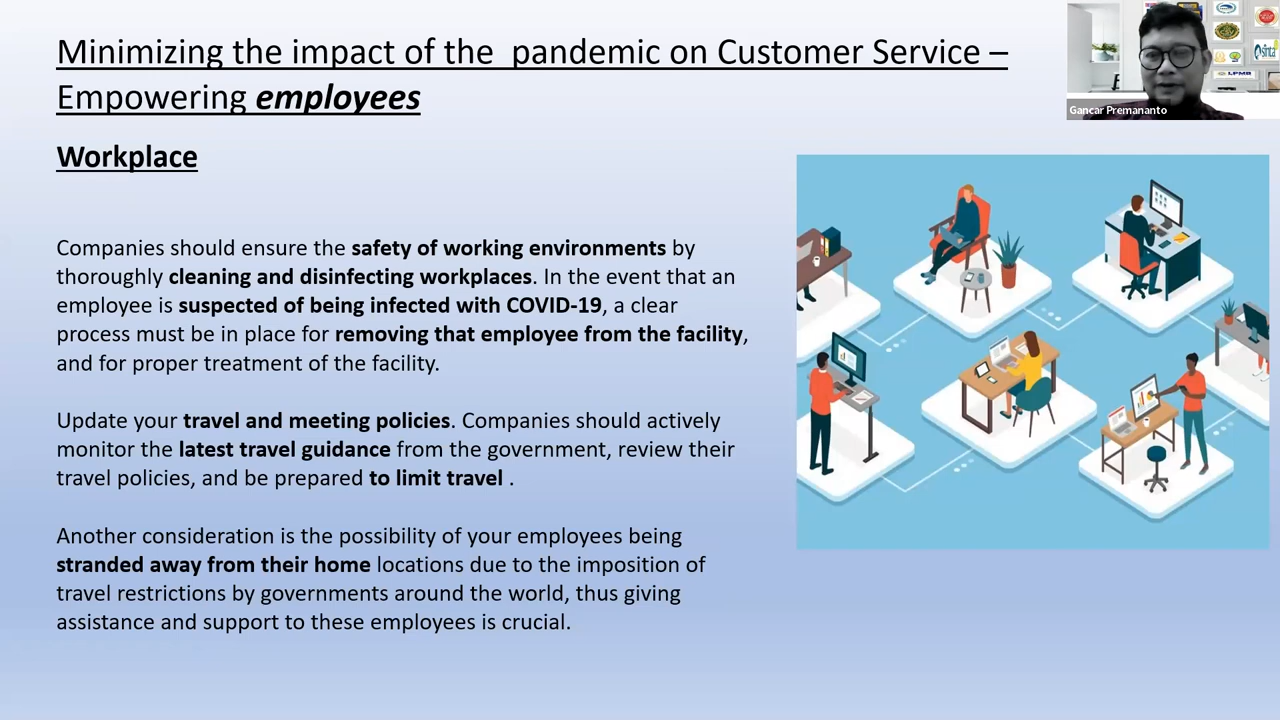 Minimizing the impact of the  pandemic on Customer Service –
Empowering employees
Workplace
Companies should ensure the safety of working environments by
thoroughly cleaning and disinfecting workplaces. In the event that an
employee is suspected of being infected with COVID-19, a clear
process must be in place for removing that employee from the facility,
and for proper treatment of the facility.
Update your travel and meeting policies. Companies should actively
monitor the latest travel guidance from the government, review their
travel policies, and be prepared to limit travel .
Another consideration is the possibility of your employees being
stranded away from their home locations due to the imposition of
travel restrictions by governments around the world, thus giving
assistance and support to these employees is crucial.
sinta
LPMB
Gancar Premananto